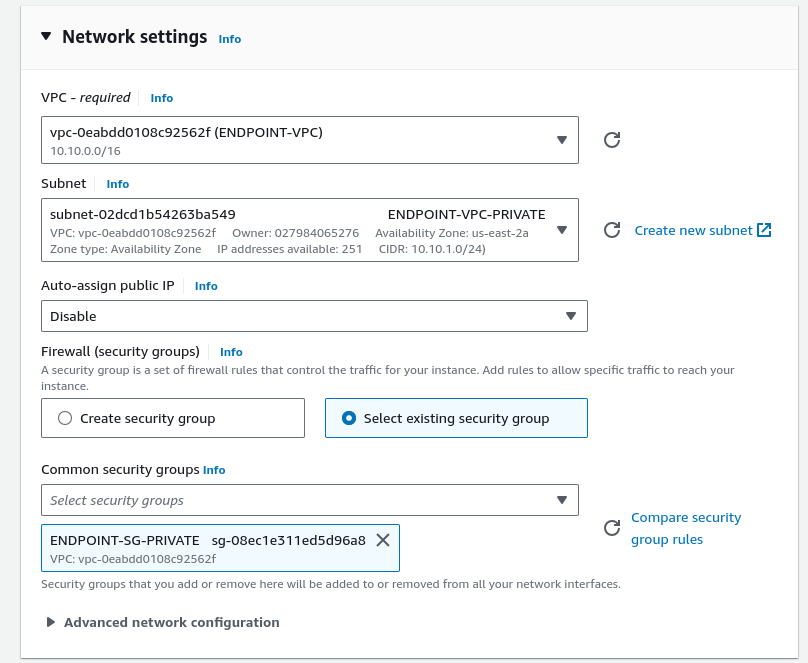 Network settings Info
VPC - required Info
vpc-0eabdd0108c92562f (ENDPOINT-VPC)
10.10.0.0/16
Subnet Info
subnet-02dcd1b54263ba549 ENDPOINT-VPC-PRIVATE
VPC: vpc-0eabdd0108c92562f Owner: 027984065276 Availability Zone: us-east-2a
Zone type: Availability Zone IP addresses available: 251 CIDR: 10.10.1.0/24)
Create new subnet
Auto-assign public IP Info
Disable
Firewall (security groups) Info
A security group is a set of firewall rules that control the traffic for your instance. Add rules to allow specific traffic to reach your
instance.
Create security group
Select existing security group
Common security groups Info
Select security groups
ENDPOINT-SG-PRIVATE sg-08ec1e311ed5d96a8
VPC: vpc-0eabdd0108c92562f
Compare security
group rules
Security groups that you add or remove here will be added to or removed from all your network interfaces.
Advanced network configuration